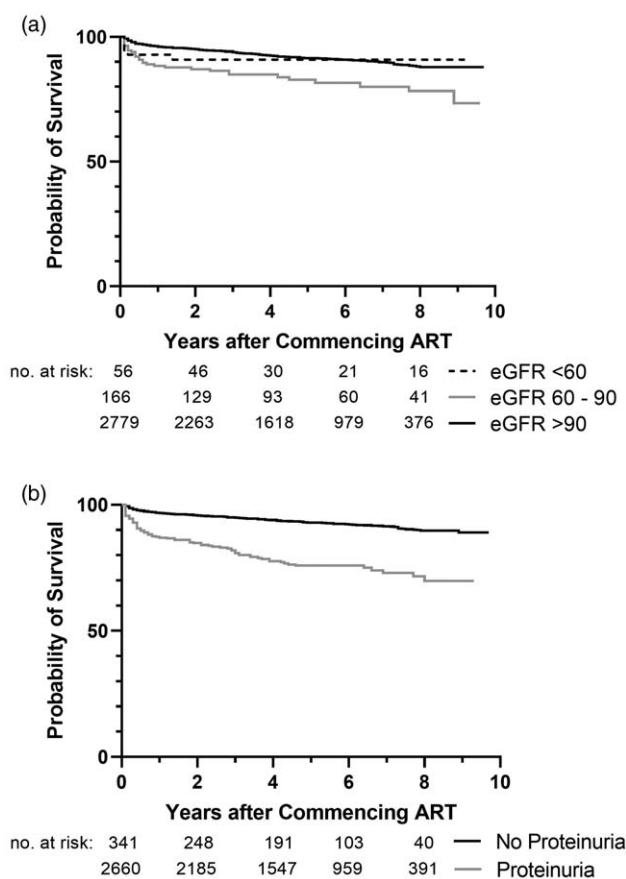 (a)
100
50
0
Probability of Survival
0 2 4 6 8 10
Years after Commencing ART
no. at risk: 56 46 30 21 16 eGFR <60
166 129 93 60 41 eGFR 60 - 90
2779 2263 1618 979 376 eGFR >90
(b)
100
50
0
Probability of Survival
0 2 4 6 8 10
Years after Commencing ART
no. at risk: 341 248 191 103 40 No Proteinuria
2660 2185 1547 959 391 Proteinuria